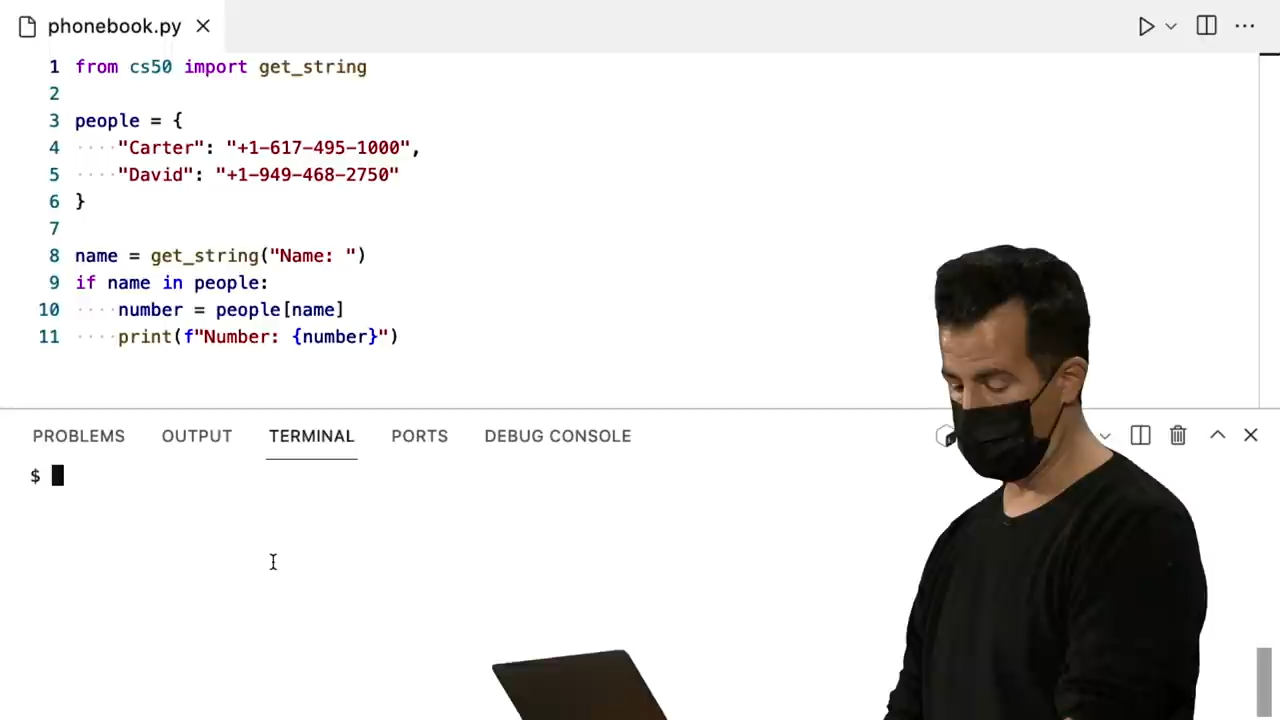 phonebook.py
1 from cs50 import get_string
2
3 people = {
4 ····"Carter": "+1-617-495-1000",
5 ····"David": "+1-949-468-2750"
6 }
7
8 name = get_string("Name: ")
9 if name in people:
10 ····number = people[name]
11 ····print(f"Number: {number}")
PROBLEMS OUTPUT TERMINAL PORTS DEBUG CONSOLE
$